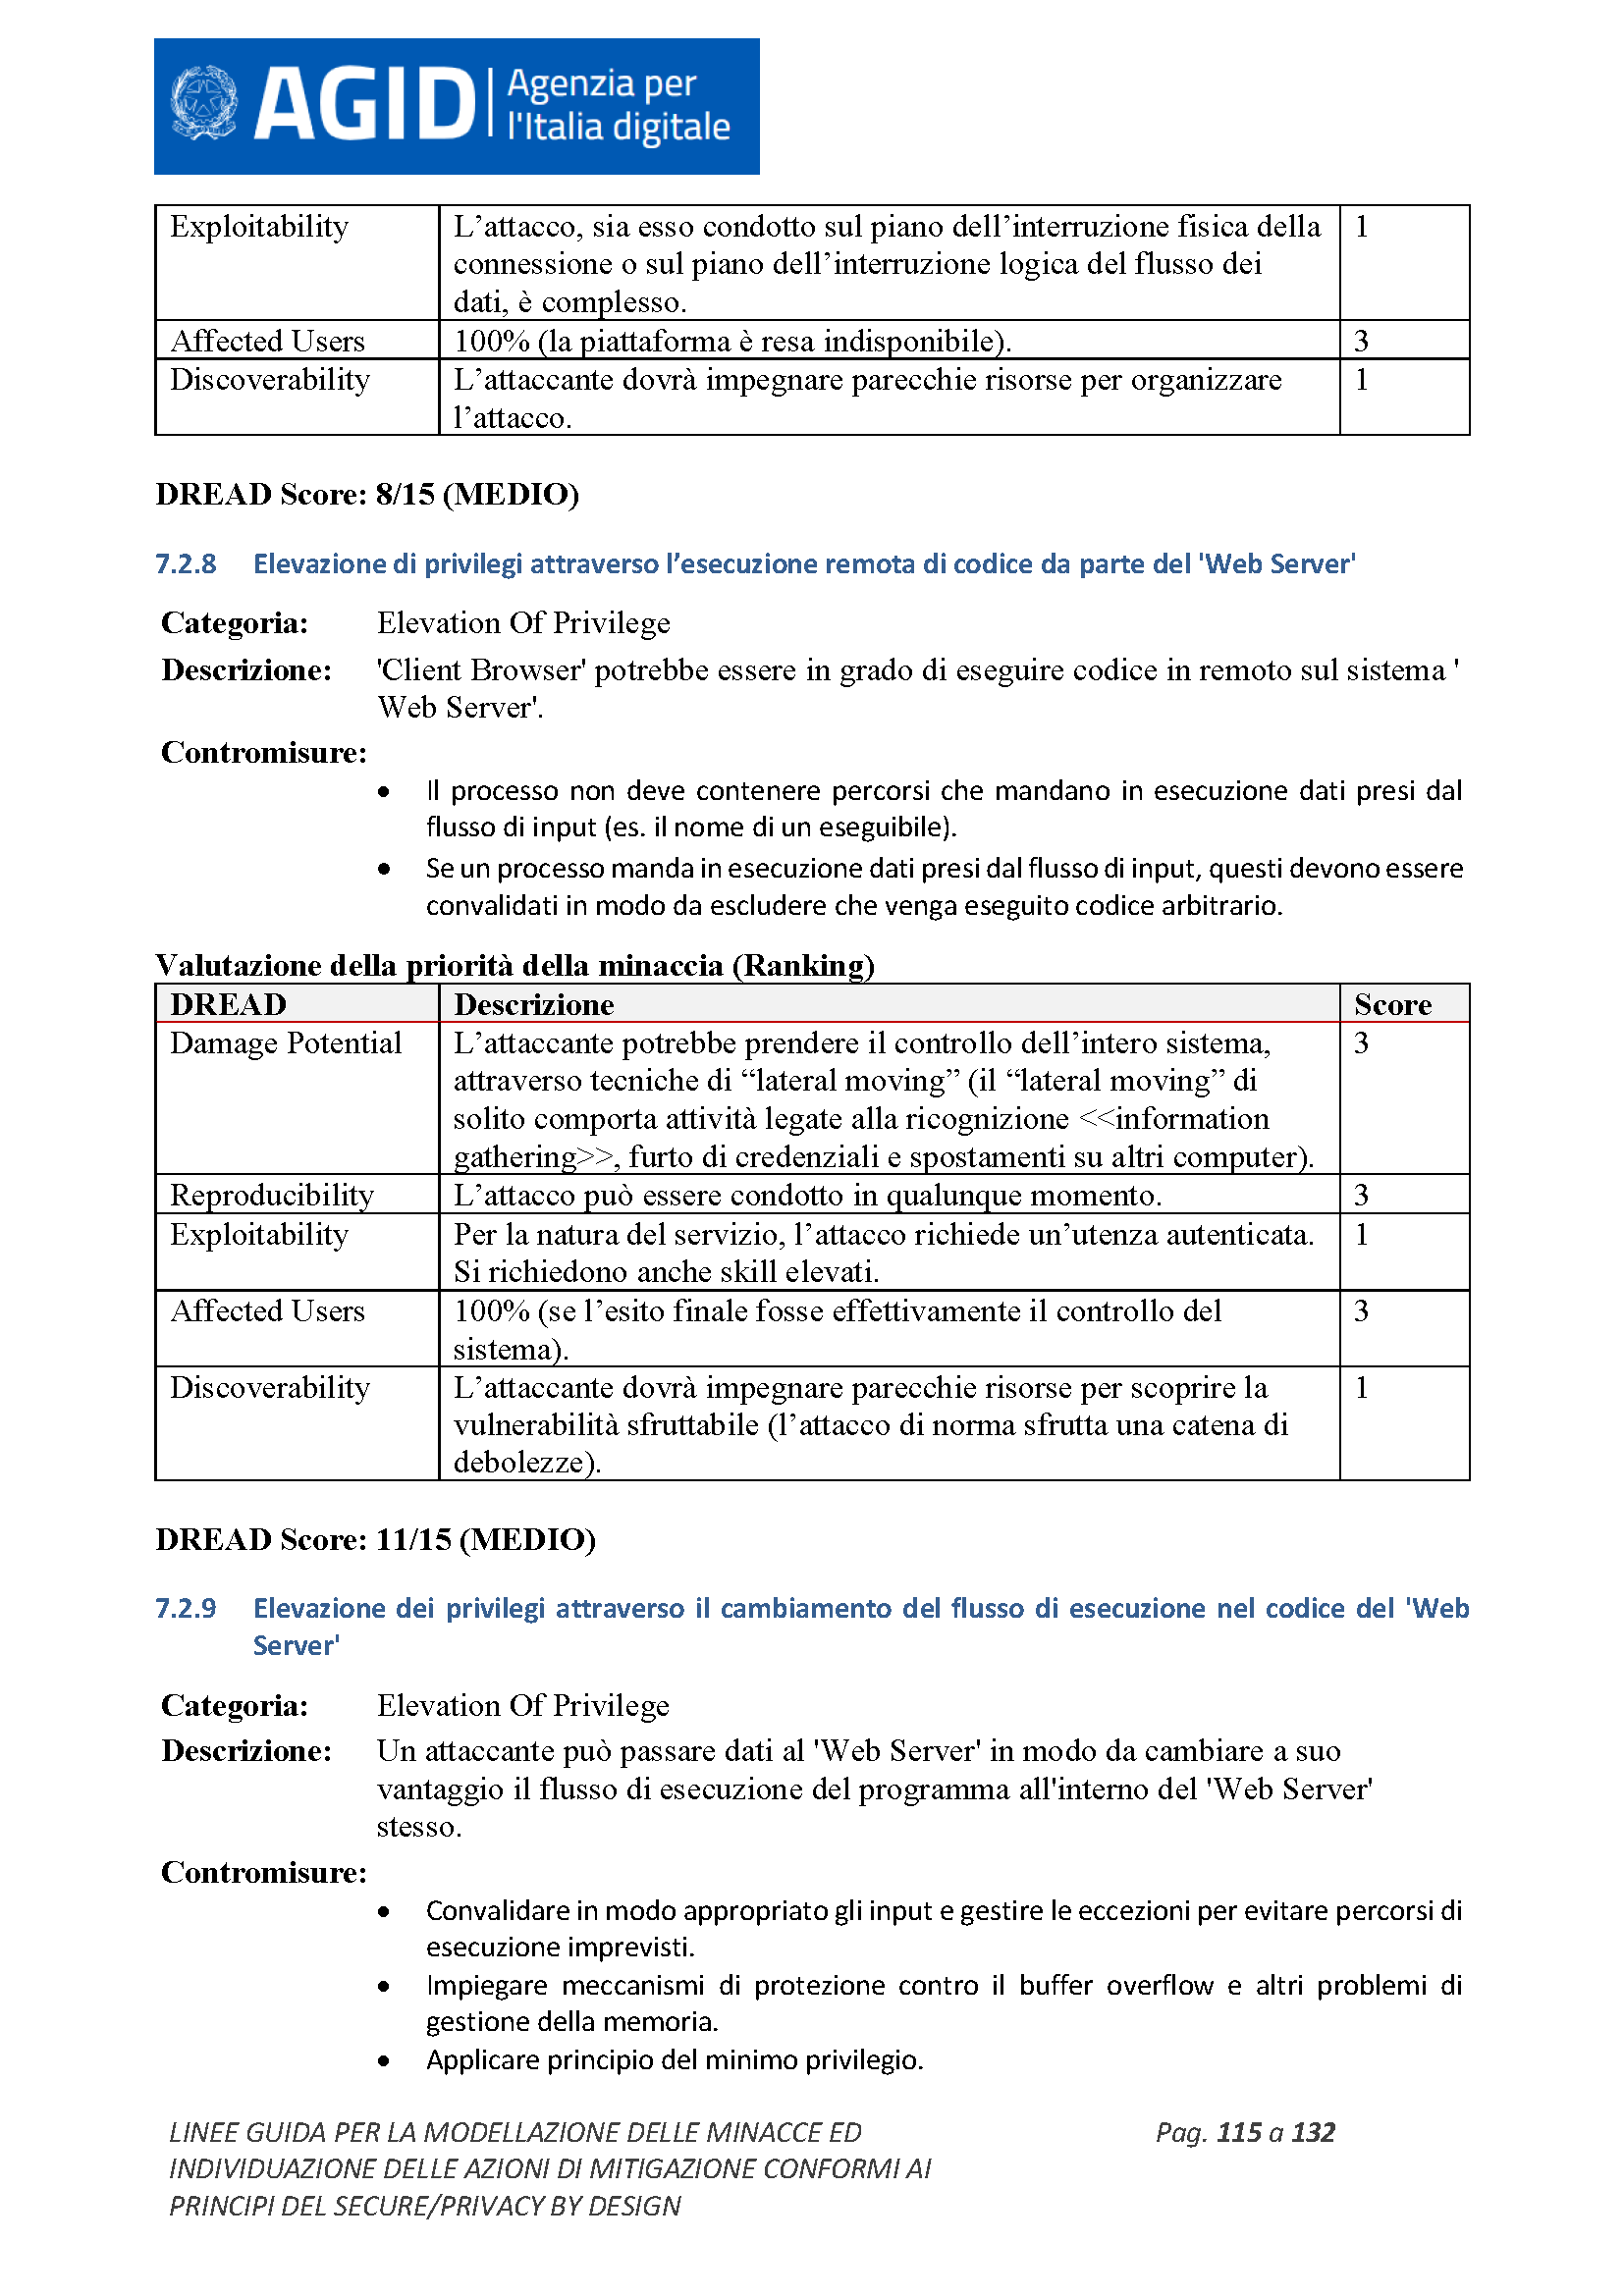 AGID Agenzia per
l'Italia digitale
Exploitability L’attacco, sia esso condotto sul piano dell’interruzione fisica della 1
connessione o sul piano dell’interruzione logica del flusso dei
dati, è complesso.
Affected Users 100% (la piattaforma è resa indisponibile). 3
Discoverability L’attaccante dovrà impegnare parecchie risorse per organizzare 1
l’attacco.
DREAD Score: 8/15 (MEDIO)
7.2.8 Elevazione di privilegi attraverso l’esecuzione remota di codice da parte del 'Web Server'
Categoria: Elevation Of Privilege
Descrizione: 'Client Browser' potrebbe essere in grado di eseguire codice in remoto sul sistema '
Web Server'.
Contromisure:
• Il processo non deve contenere percorsi che mandano in esecuzione dati presi dal
flusso di input (es. il nome di un eseguibile).
• Se un processo manda in esecuzione dati presi dal flusso di input, questi devono essere
convalidati in modo da escludere che venga eseguito codice arbitrario.
Valutazione della priorità della minaccia (Ranking)
DREAD Descrizione Score
Damage Potential L’attaccante potrebbe prendere il controllo dell’intero sistema, 3
attraverso tecniche di “lateral moving” (il “lateral moving” di
solito comporta attività legate alla ricognizione <<information
gathering>>, furto di credenziali e spostamenti su altri computer).
Reproducibility L’attacco può essere condotto in qualunque momento. 3
Exploitability Per la natura del servizio, l’attacco richiede un’utenza autenticata. 1
Si richiedono anche skill elevati.
Affected Users 100% (se l’esito finale fosse effettivamente il controllo del 3
sistema).
Discoverability L’attaccante dovrà impegnare parecchie risorse per scoprire la 1
vulnerabilità sfruttabile (l’attacco di norma sfrutta una catena di
debolezze).
DREAD Score: 11/15 (MEDIO)
7.2.9 Elevazione dei privilegi attraverso il cambiamento del flusso di esecuzione nel codice del 'Web
Server'
Categoria: Elevation Of Privilege
Descrizione: Un attaccante può passare dati al 'Web Server' in modo da cambiare a suo
vantaggio il flusso di esecuzione del programma all'interno del 'Web Server'
stesso.
Contromisure:
• Convalidare in modo appropriato gli input e gestire le eccezioni per evitare percorsi di
esecuzione imprevisti.
• Impiegare meccanismi di protezione contro il buffer overflow e altri problemi di
gestione della memoria.
• Applicare principio del minimo privilegio.
LINEE GUIDA PER LA MODELLAZIONE DELLE MINACCE ED Pag. 115 a 132
INDIVIDUAZIONE DELLE AZIONI DI MITIGAZIONE CONFORMI AI
PRINCIPI DEL SECURE/PRIVACY BY DESIGN